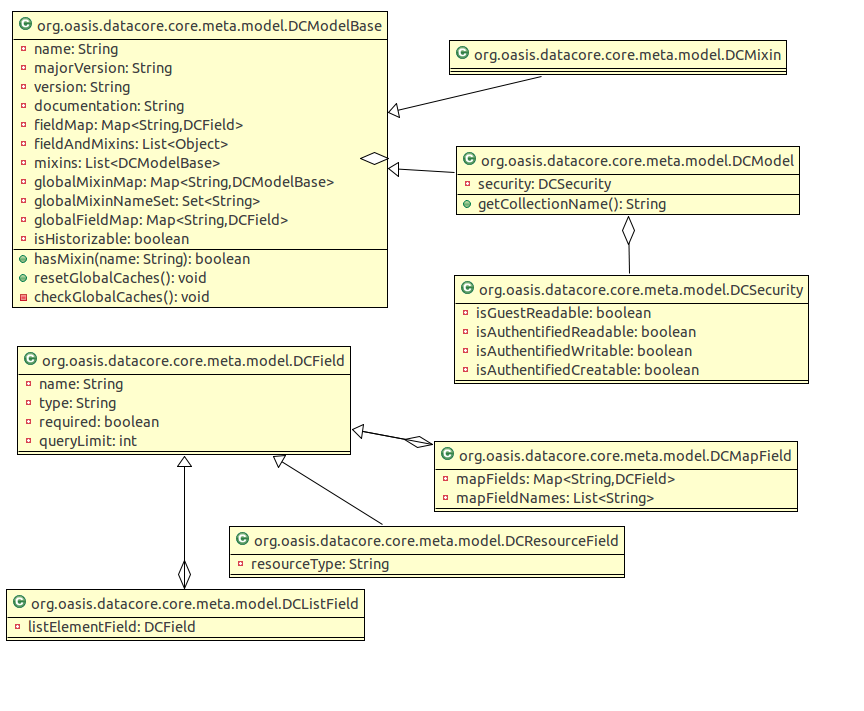 org.oasis.datacore.core.meta.model.DCModelBase
name: String
majorVersion: String
version: String
documentation: String
fieldMap: Map<String,DCField>
fieldAndMixins: List<Object>
mixins: List<DCModelBase>
globalMixinMap: Map<String,DCModelBase>
globalMixinNameSet: Set<String>
globalFieldMap: Map<String,DCField>
isHistorizable: boolean
hasMixin(name: String): boolean
resetGlobalCaches(): void
checkGlobalCaches(): void
org.oasis.datacore.core.meta.model.DCMixin
org.oasis.datacore.core.meta.model.DCModel
security: DCSecurity
getCollectionName(): String
org.oasis.datacore.core.meta.model.DCSecurity
isGuestReadable: boolean
isAuthentifiedReadable: boolean
isAuthentifiedWritable: boolean
isAuthentifiedCreatable: boolean
org.oasis.datacore.core.meta.model.DCField
name: String
type: String
required: boolean
queryLimit: int
org.oasis.datacore.core.meta.model.DCMapField
mapFields: Map<String,DCField>
mapFieldNames: List<String>
org.oasis.datacore.core.meta.model.DCResourceField
resourceType: String
org.oasis.datacore.core.meta.model.DCListField
listElementField: DCField